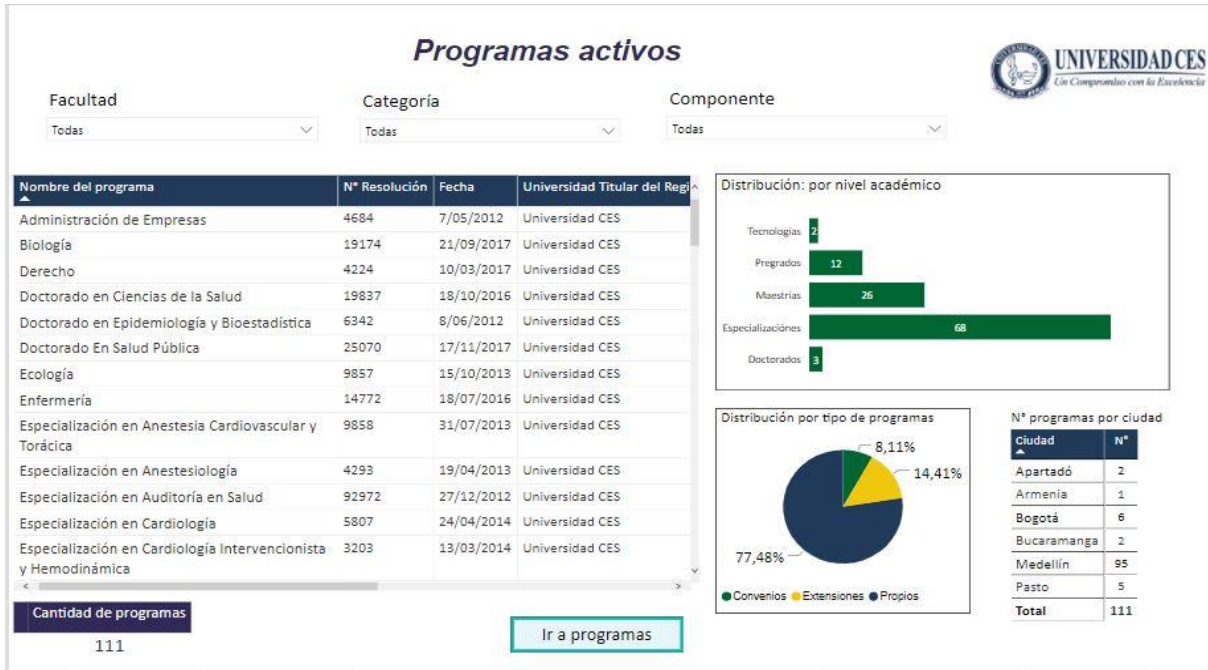 Programas activos
UNIVERSIDAD CES
Un Compromiso con la Excelencia
Facultad
Categoría
Componente
Todas
Todas
Todas
Nombre del programa N° Resolución Fecha Universidad Titular del Regi
Administración de Empresas 4684 7/05/2012 Universidad CES
Biología 19174 21/09/2017 Universidad CES
Derecho 4224 10/03/2017 Universidad CES
Doctorado en Ciencias de la Salud 19837 18/10/2016 Universidad CES
Doctorado en Epidemiología y Bioestadística 6342 8/06/2012 Universidad CES
Doctorado En Salud Pública 25070 17/11/2017 Universidad CES
Ecología 9857 15/10/2013 Universidad CES
Enfermería 14772 18/07/2016 Universidad CES
Especialización en Anestesia Cardiovascular y 9858 31/07/2013 Universidad CES
Torácica
Especialización en Anestesiología 4293 19/04/2013 Universidad CES
Especialización en Auditoría en Salud 92972 27/12/2012 Universidad CES
Especialización en Cardiología 5807 24/04/2014 Universidad CES
Especialización en Cardiología Intervencionista 3203 13/03/2014 Universidad CES
y Hemodinámica
Cantidad de programas
111
Ir a programas
Distribución: por nivel académico
Tecnologías 2
Pregrados 12
Maestrías 26
Especializaciónes 68
Doctorados 3
Distribución por tipo de programas
8,11%
14,41%
77,48%
Convenios Extensiones Propios
N° programas por ciudad
Ciudad N°
Apartadó 2
Armenia 1
Bogotá 6
Bucaramanga 2
Medellín 95
Pasto 5
Total 111